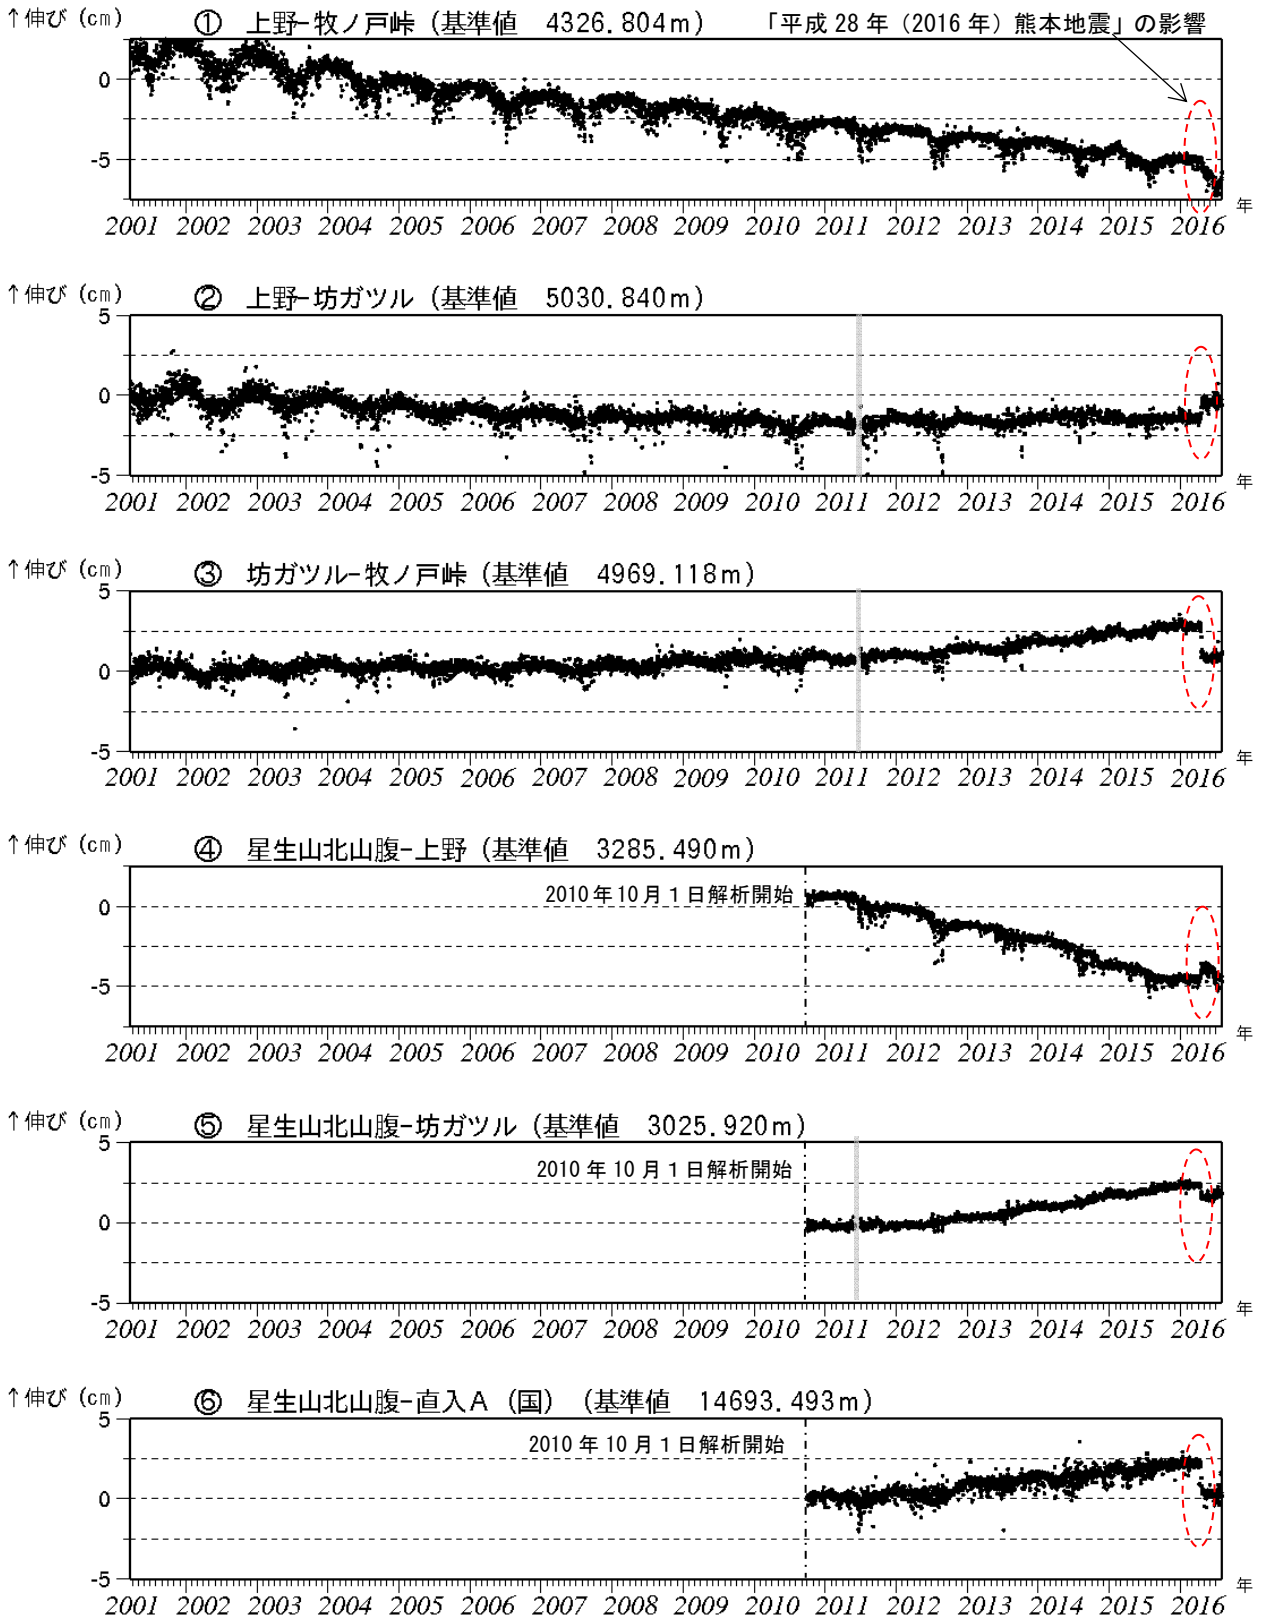 ↑伸び（cm） ① 上野-牧ノ戸峠（基準値 4326.804m） 「平成 28 年（2016 年）熊本地震」の影響
0
-5
2001 2002 2003 2004 2005 2006 2007 2008 2009 2010 2011 2012 2013 2014 2015 2016 年
↑伸び（cm） ② 上野-坊ガツル（基準値 5030.840m）
5
0
-5
2001 2002 2003 2004 2005 2006 2007 2008 2009 2010 2011 2012 2013 2014 2015 2016 年
↑伸び（cm） ③ 坊ガツル-牧ノ戸峠（基準値 4969.118m）
5
0
-5
2001 2002 2003 2004 2005 2006 2007 2008 2009 2010 2011 2012 2013 2014 2015 2016 年
↑伸び（cm） ④ 星生山北山腹-上野（基準値 3285.490m）
2010 年 10 月 1 日解析開始
0
-5
2001 2002 2003 2004 2005 2006 2007 2008 2009 2010 2011 2012 2013 2014 2015 2016 年
↑伸び（cm） ⑤ 星生山北山腹-坊ガツル（基準値 3025.920m）
5
2010 年 10 月 1 日解析開始
0
-5
2001 2002 2003 2004 2005 2006 2007 2008 2009 2010 2011 2012 2013 2014 2015 2016 年
↑伸び（cm） ⑥ 星生山北山腹-直入A（国）（基準値 14693.493m）
5
2010 年 10 月 1 日解析開始
0
-5
2001 2002 2003 2004 2005 2006 2007 2008 2009 2010 2011 2012 2013 2014 2015 2016 年